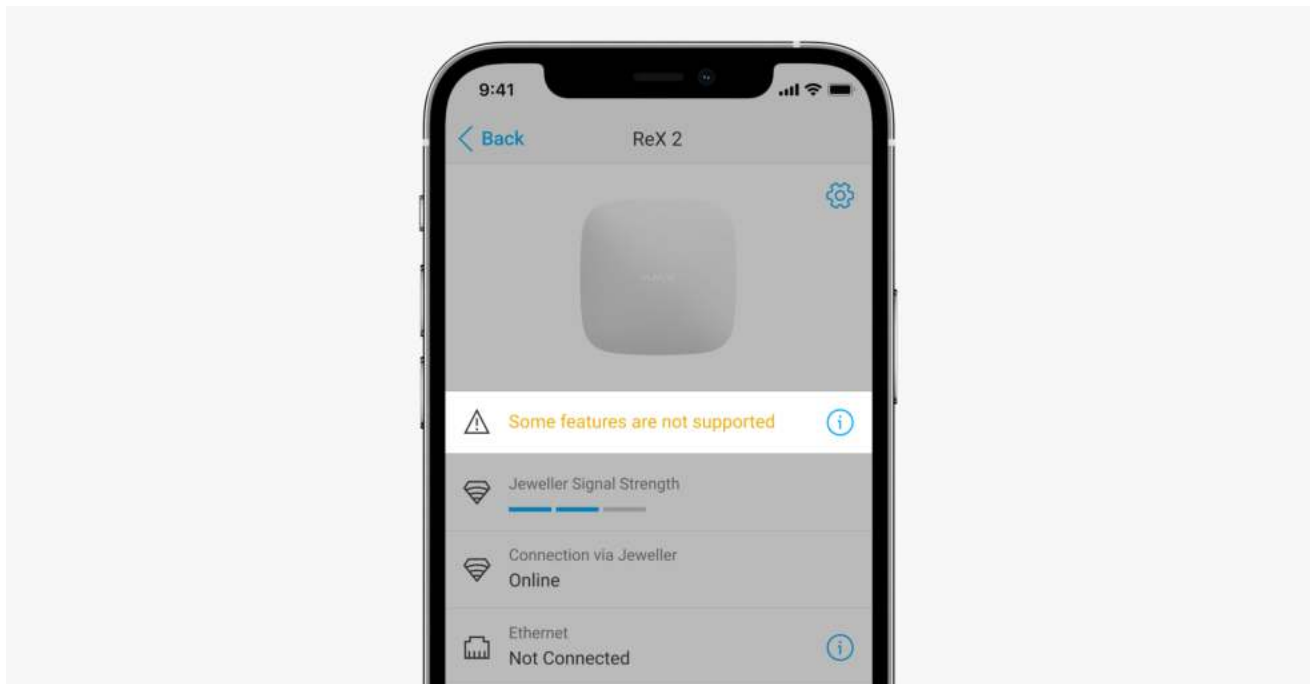 9:41
Back
ReX 2
Some features are not supported
Jeweller Signal Strength
Connection via Jeweller
Online
Ethernet
Not Connected